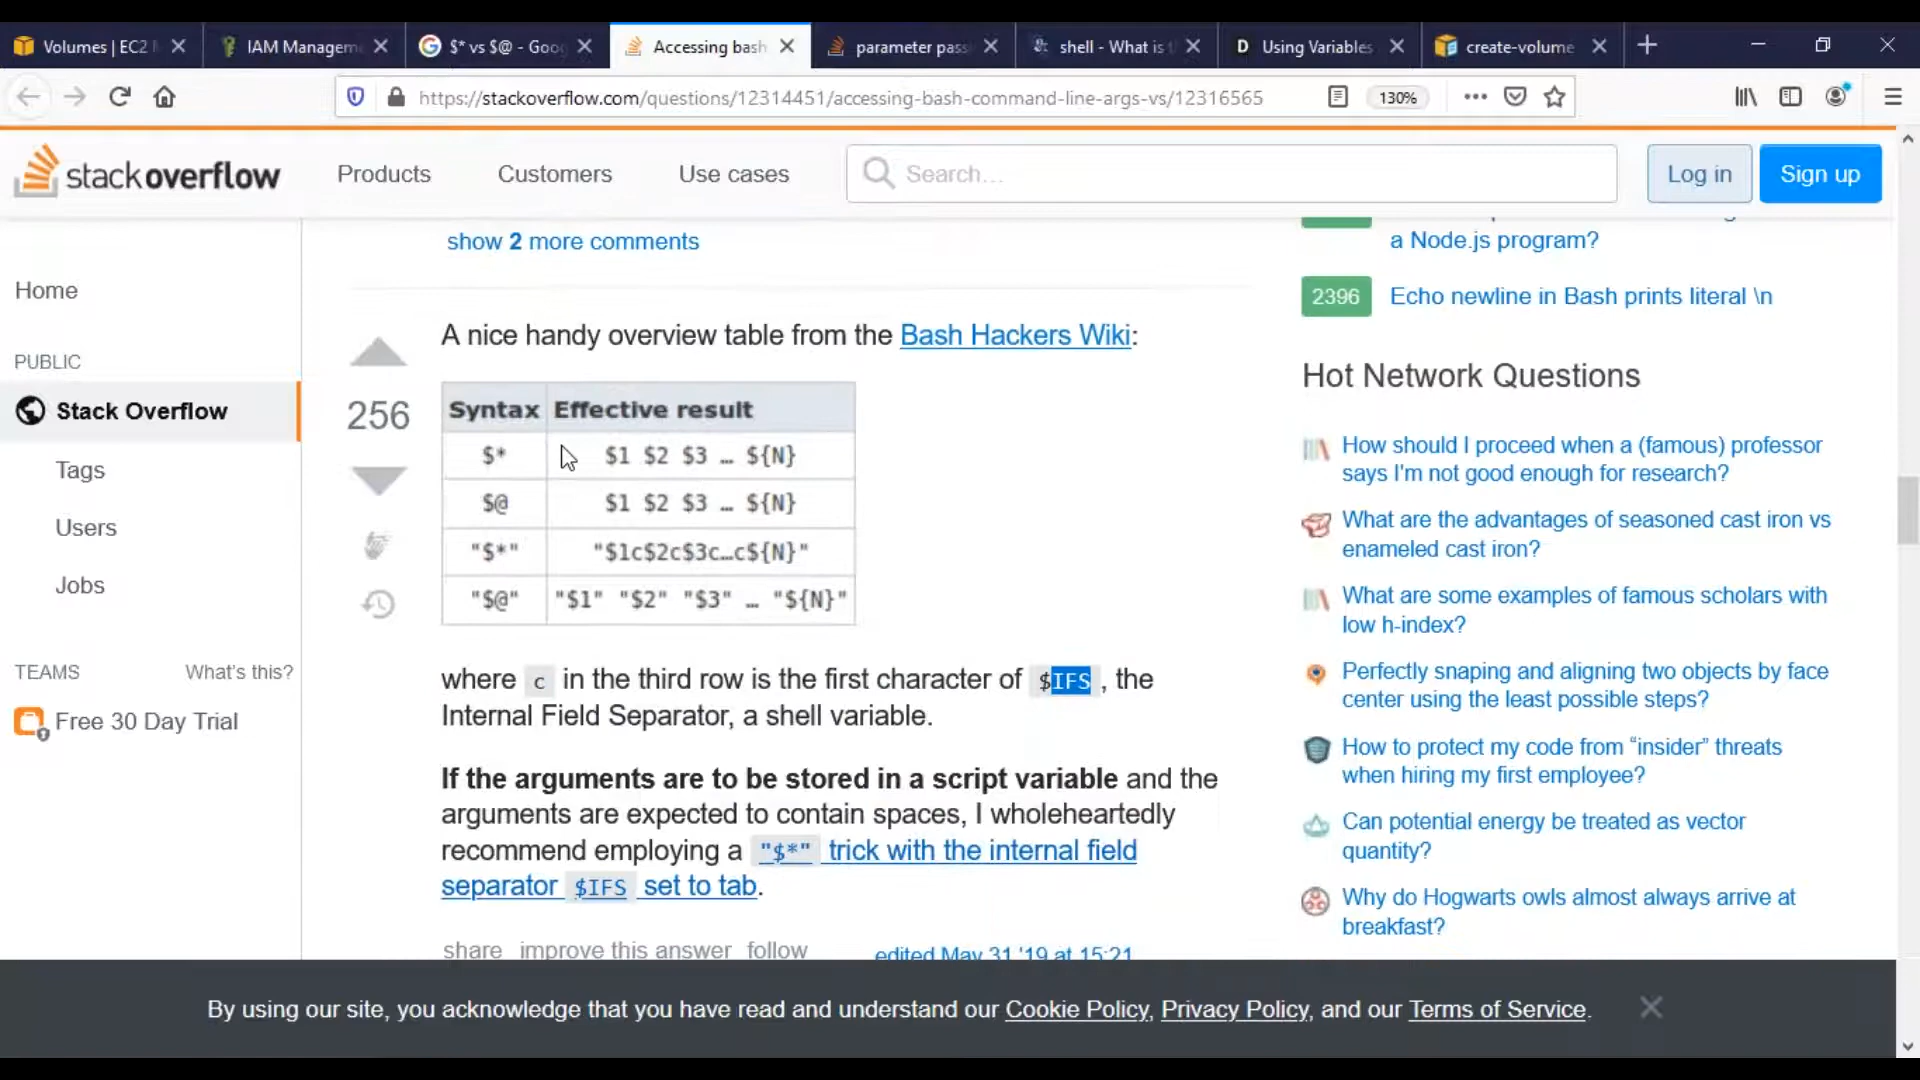 Volumes | EC2
IAM Managem
$* vs $@ - Goo
Accessing bash
parameter pass
shell - What is
Using Variables
create-volume
https://stackoverflow.com/questions/12314451/accessing-bash-command-line-args-vs/12316565
130%
stackoverflow
Products
Customers
Use cases
Search...
Log in
Sign up
Home
PUBLIC
Stack Overflow
Tags
Users
Jobs
TEAMS
What's this?
Free 30 Day Trial
show 2 more comments
256
A nice handy overview table from the Bash Hackers Wiki:
Syntax Effective result
$* $1 $2 $3 … ${N}
$@ $1 $2 $3 … ${N}
"$*" "$1c$2c$3c…c${N}"
"$@" "$1" "$2" "$3" … "${N}"
where c in the third row is the first character of $IFS , the
Internal Field Separator, a shell variable.
If the arguments are to be stored in a script variable and the
arguments are expected to contain spaces, I wholeheartedly
recommend employing a "$*" trick with the internal field
separator $IFS set to tab.
share improve this answer follow
edited May 31 '19 at 15:21
a Node.js program?
2396 Echo newline in Bash prints literal \n
Hot Network Questions
How should I proceed when a (famous) professor
says I'm not good enough for research?
What are the advantages of seasoned cast iron vs
enameled cast iron?
What are some examples of famous scholars with
low h-index?
Perfectly snaping and aligning two objects by face
center using the least possible steps?
How to protect my code from “insider” threats
when hiring my first employee?
Can potential energy be treated as vector
quantity?
Why do Hogwarts owls almost always arrive at
breakfast?
By using our site, you acknowledge that you have read and understand our Cookie Policy, Privacy Policy, and our Terms of Service.